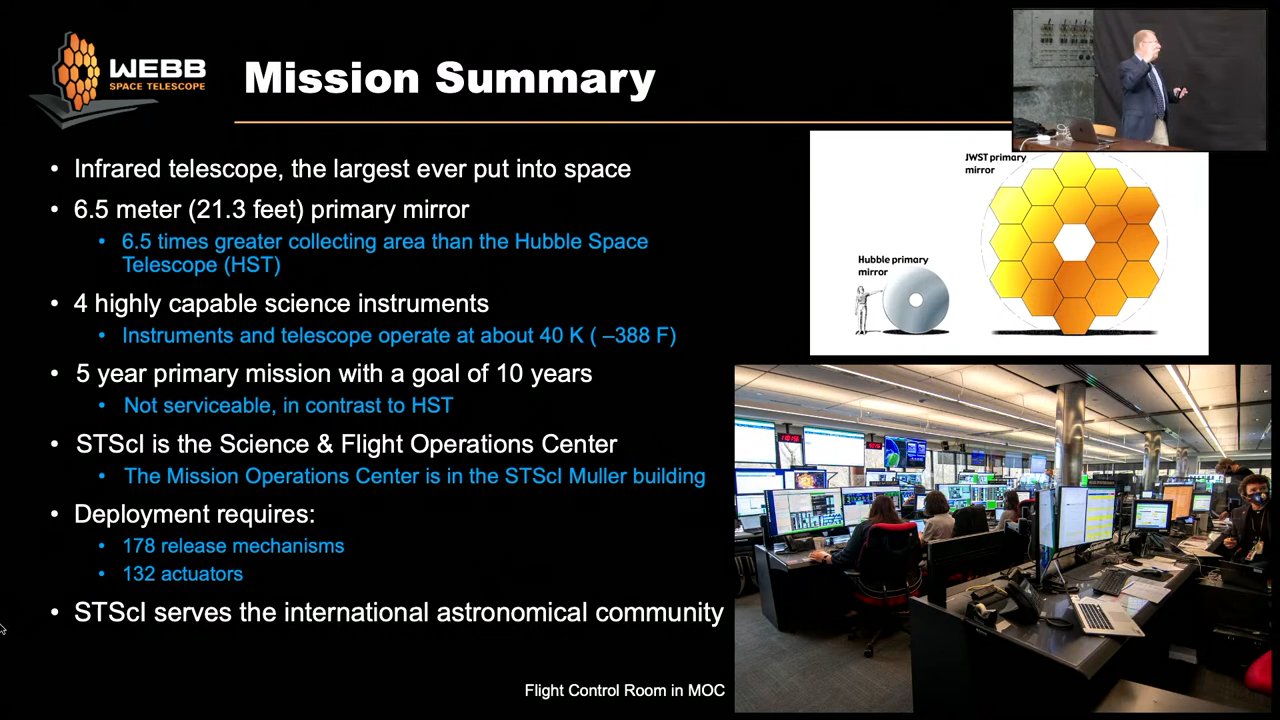 WEBB
SPACE TELESCOPE
Mission Summary
• Infrared telescope, the largest ever put into space
• 6.5 meter (21.3 feet) primary mirror
• 6.5 times greater collecting area than the Hubble Space
Telescope (HST)
• 4 highly capable science instruments
• Instruments and telescope operate at about 40 K ( –388 F)
• 5 year primary mission with a goal of 10 years
• Not serviceable, in contrast to HST
• STScI is the Science & Flight Operations Center
• The Mission Operations Center is in the STScI Muller building
• Deployment requires:
• 178 release mechanisms
• 132 actuators
• STScI serves the international astronomical community
JWST primary
mirror
Hubble primary
mirror
Flight Control Room in MOC